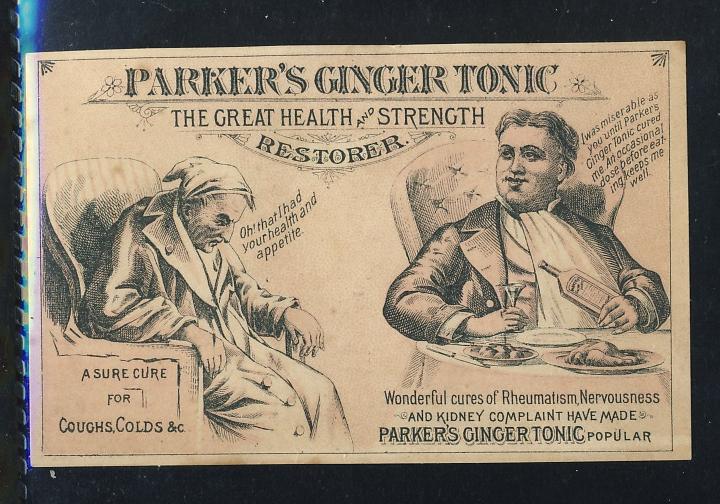 PARKER'S GINGER TONIC
THE GREAT HEALTH AND STRENGTH
RESTORER.
Oh! that I had
your health and
appetite.
I was miserable as
you until Parker's
Ginger Tonic cured
me. An occasional
dose before eat-
ing, keeps me
well.
A SURE CURE
FOR
COUGHS, COLDS &c.
Wonderful cures of Rheumatism, Nervousness
AND KIDNEY COMPLAINT HAVE MADE
PARKER'S GINGER TONIC POPULAR